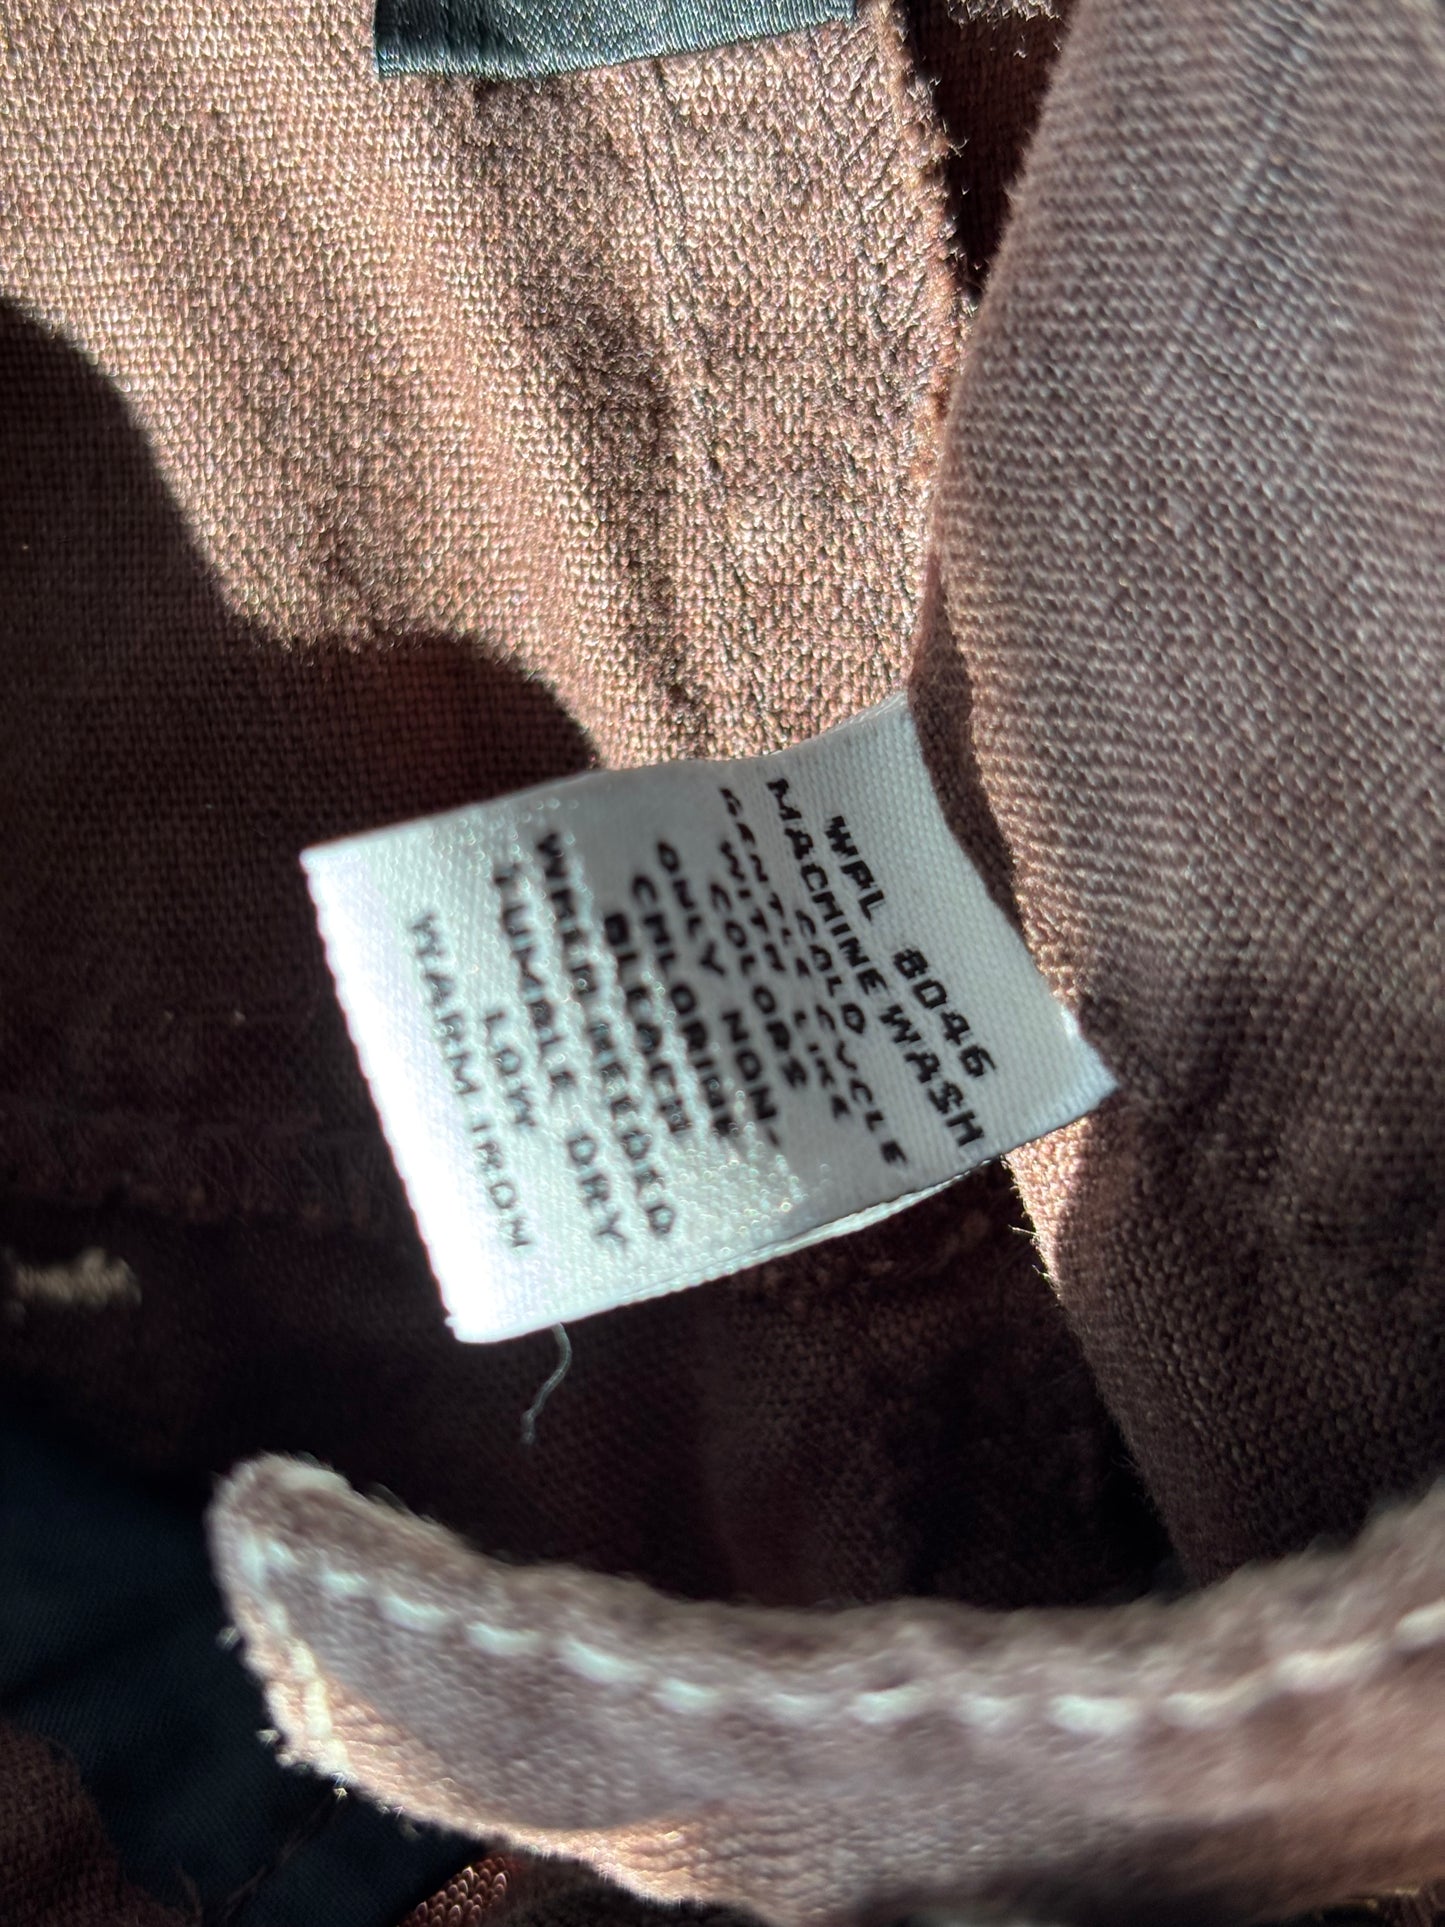 WPL 8046
MACHINE WASH
COLD
GENTLE CYCLE
WITH LIKE
COLORS
ONLY NON-
CHLORINE
BLEACH
WHEN NEEDED
TUMBLE DRY
LOW
WARM IRON